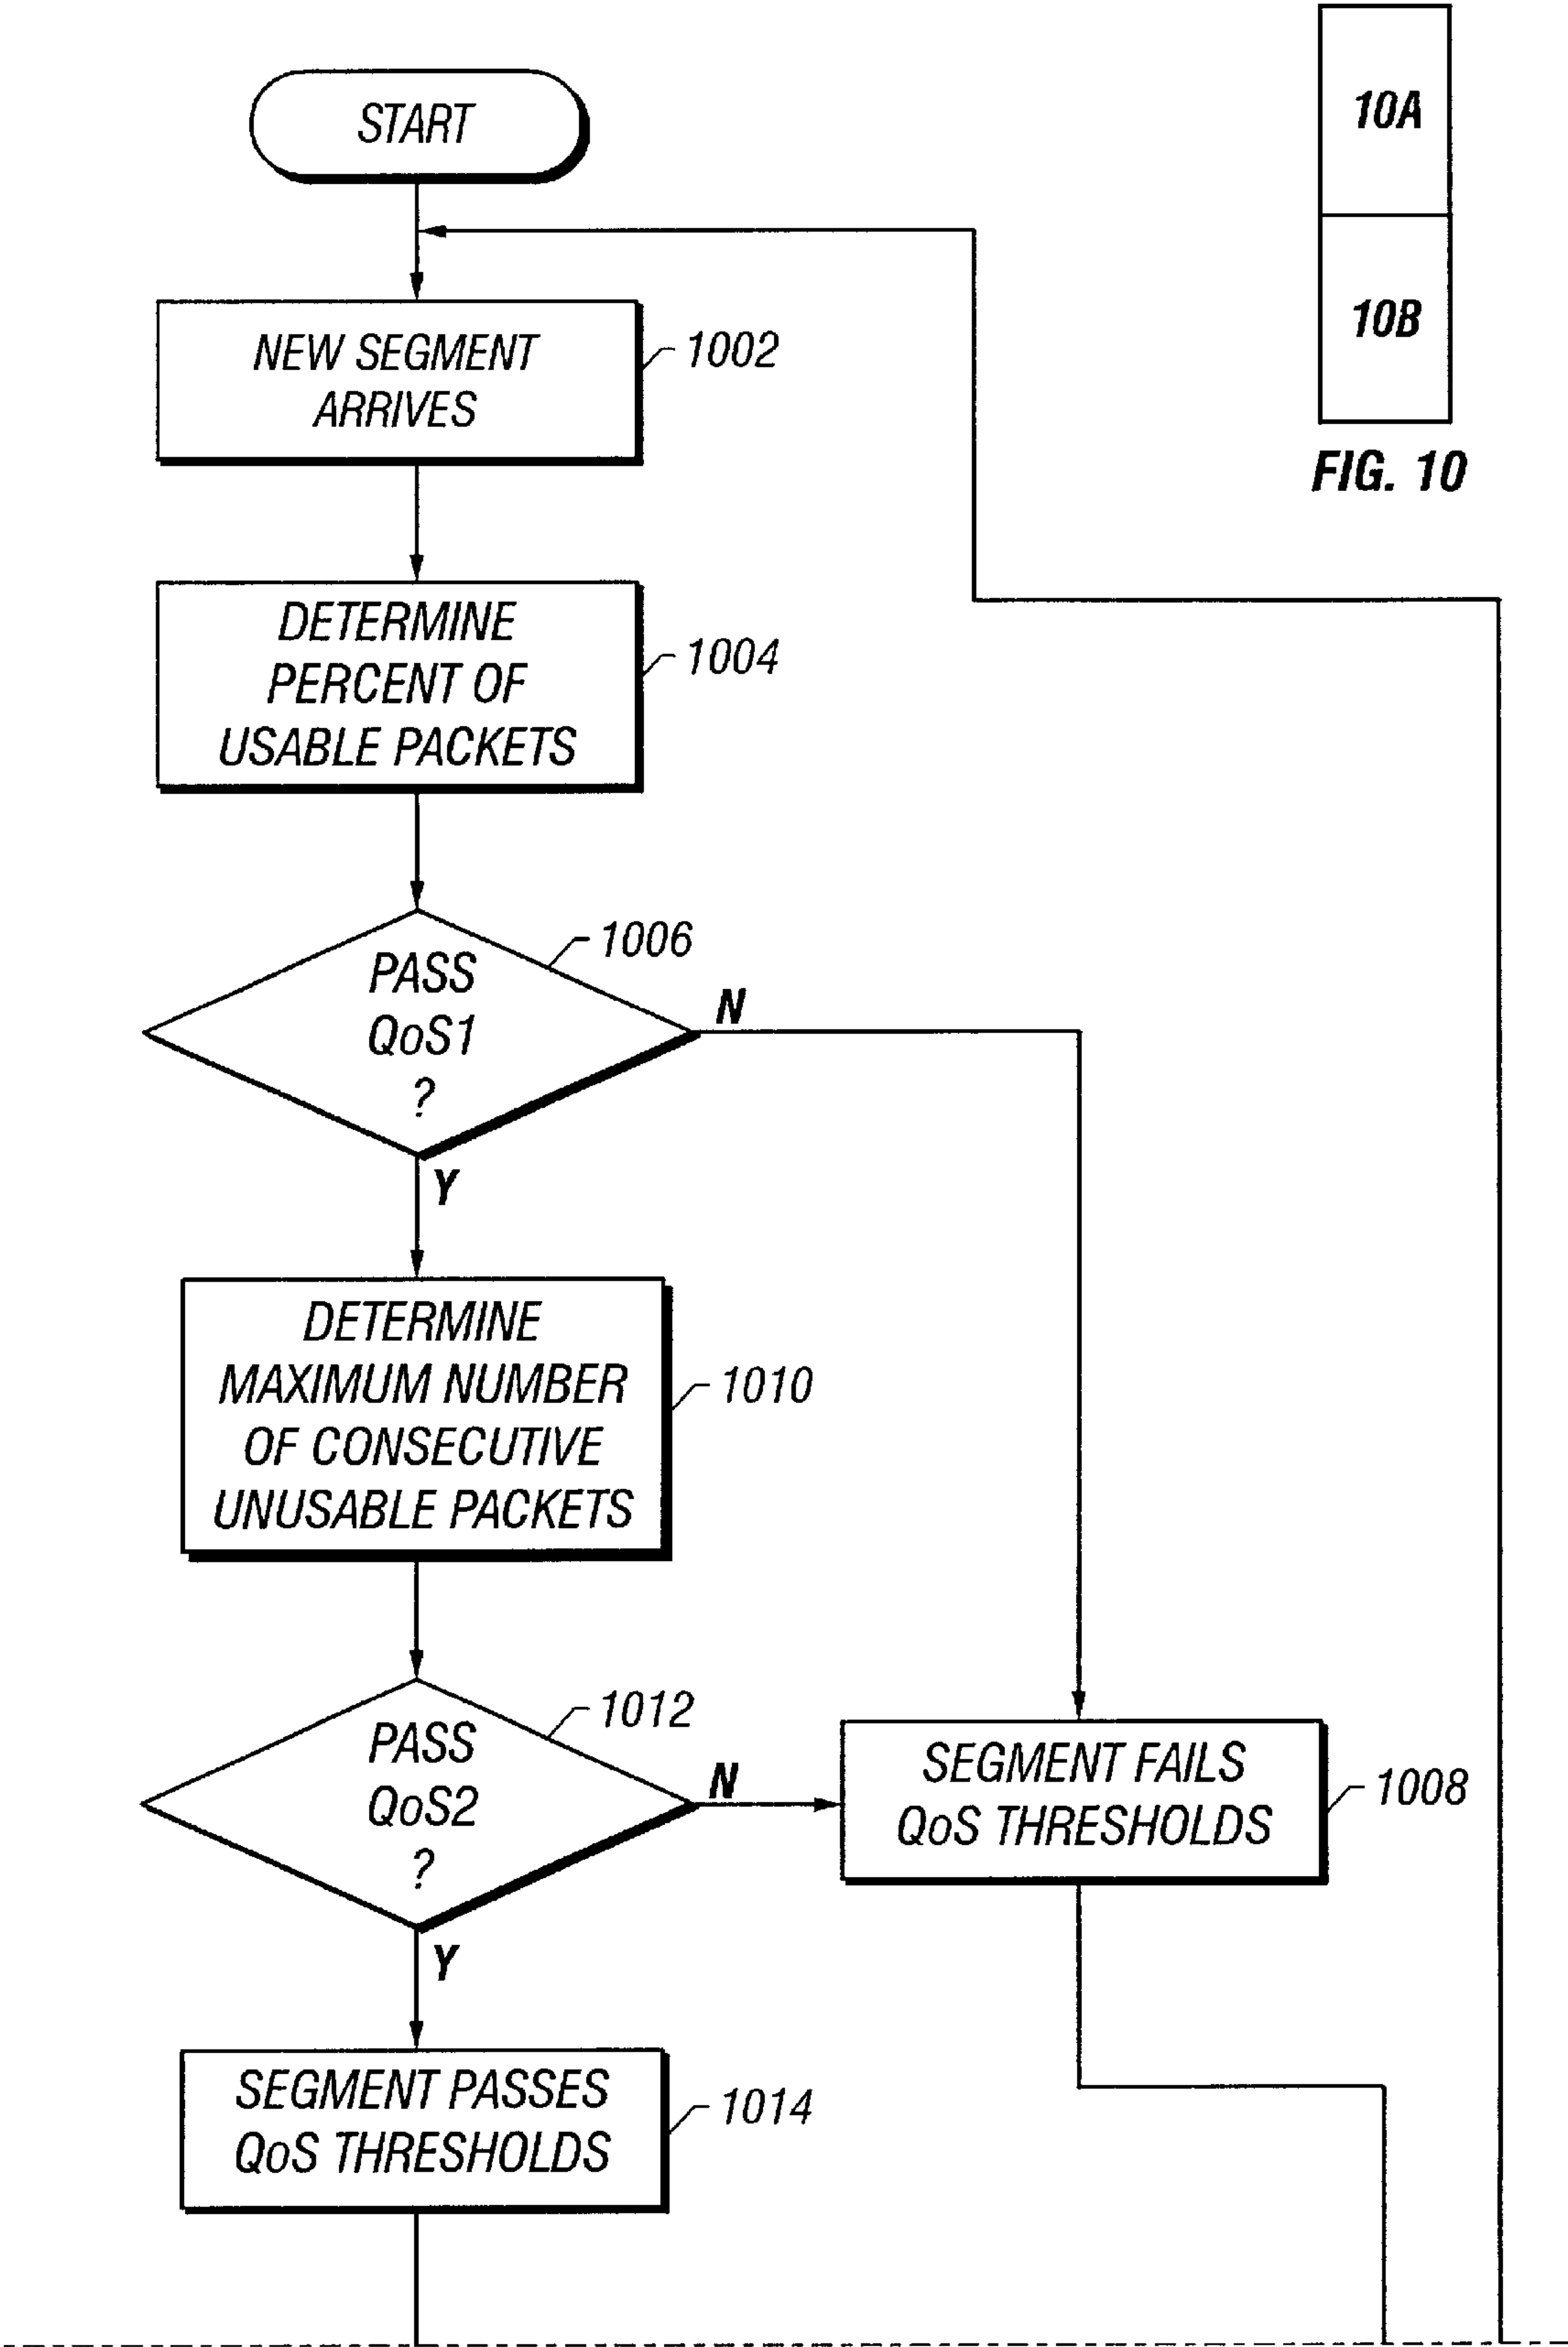 START
NEW SEGMENT
ARRIVES
1002
DETERMINE
PERCENT OF
USABLE PACKETS
1004
PASS
QoS1
?
1006
N
Y
DETERMINE
MAXIMUM NUMBER
OF CONSECUTIVE
UNUSABLE PACKETS
1010
PASS
QoS2
?
1012
N
Y
SEGMENT FAILS
QoS THRESHOLDS
1008
SEGMENT PASSES
QoS THRESHOLDS
1014
10A
10B
FIG. 10